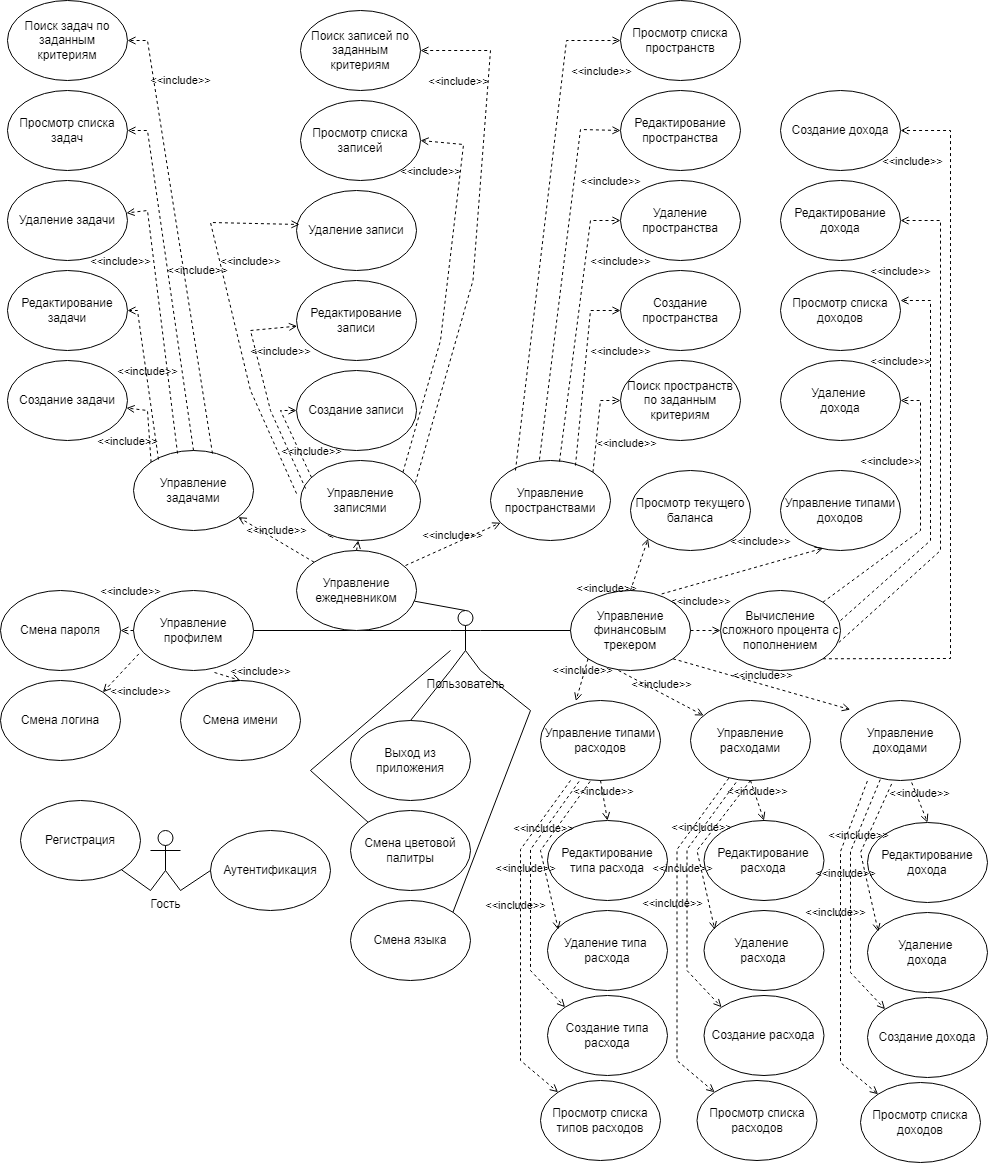 Поиск задач по
заданным
критериям
<<include>>
Просмотр списка
задач
Удаление задачи
<<include>>
<<include>>
Редактирование
задачи
<<include>>
Создание задачи
<<include>>
Управление
задачами
Поиск записей по
заданным
критериям
<<include>>
Просмотр списка
записей
<<include>>
Удаление записи
<<include>>
Редактирование
записи
<<include>>
Создание записи
<<include>>
Управление
записями
Просмотр списка
пространств
<<include>>
Редактирование
пространства
<<include>>
Удаление
пространства
<<include>>
Создание
пространства
<<include>>
Поиск пространств
по заданным
критериям
<<include>>
Управление
пространствами
Создание дохода
<<include>>
Редактирование
дохода
<<include>>
Просмотр списка
доходов
<<include>>
Удаление
дохода
<<include>>
Просмотр текущего
баланса
Управление типами
доходов
<<include>>
<<include>>
<<include>>
Управление
ежедневником
<<include>>
<<include>>
Управление
финансовым
трекером
Вычисление
сложного процента с
пополнением
<<include>>
Смена пароля
Управление
профилем
<<include>>
<<include>>
Смена логина
Смена имени
Пользователь
<<include>>
<<include>>
<<include>>
Выход из
приложения
Смена цветовой
палитры
Смена языка
Регистрация
Аутентификация
Гость
Управление типами
расходов
<<include>>
<<include>>
Редактирование
типа расхода
<<include>>
<<include>>
Удаление типа
расхода
Создание типа
расхода
Просмотр списка
типов расходов
Управление
расходами
<<include>>
<<include>>
Редактирование
расхода
<<include>>
<<include>>
Удаление
расхода
Создание расхода
Просмотр списка
расходов
Управление
доходами
<<include>>
<<include>>
Редактирование
дохода
<<include>>
<<include>>
Удаление
дохода
Создание дохода
Просмотр списка
доходов